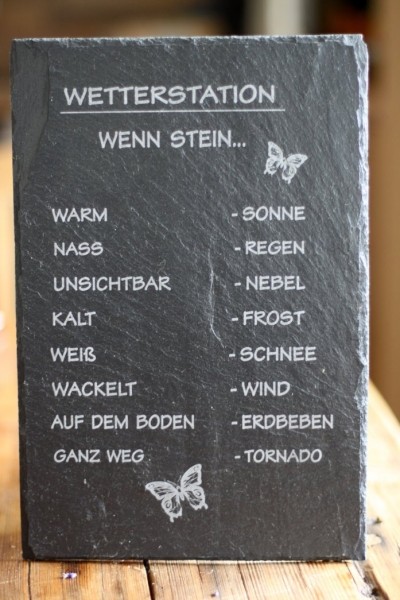 WETTERSTATION
WENN STEIN...
WARM - SONNE
NASS - REGEN
UNSICHTBAR - NEBEL
KALT - FROST
WEIß - SCHNEE
WACKELT - WIND
AUF DEM BODEN - ERDBEBEN
GANZ WEG - TORNADO